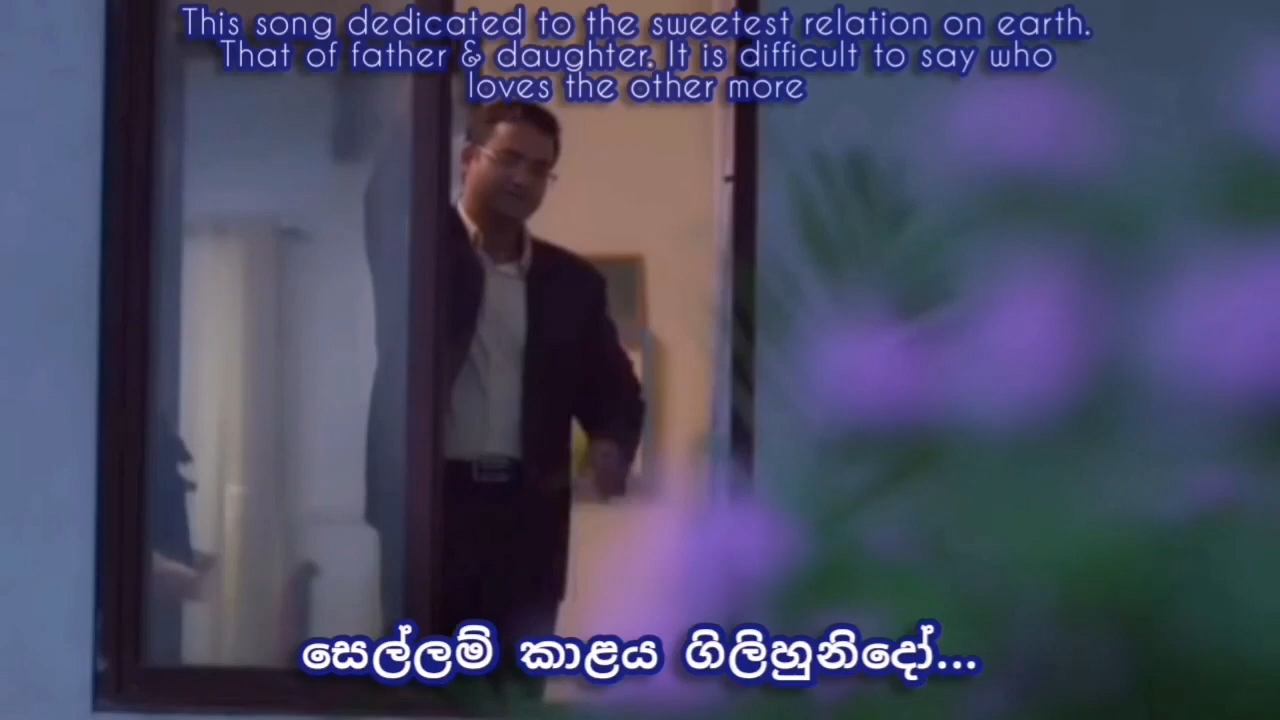 This song dedicated to the sweetest relation on earth.
That of father & daughter. It is difficult to say who
loves the other more
සෙල්ලම් කාළය ගිලිහුනිදෝ...